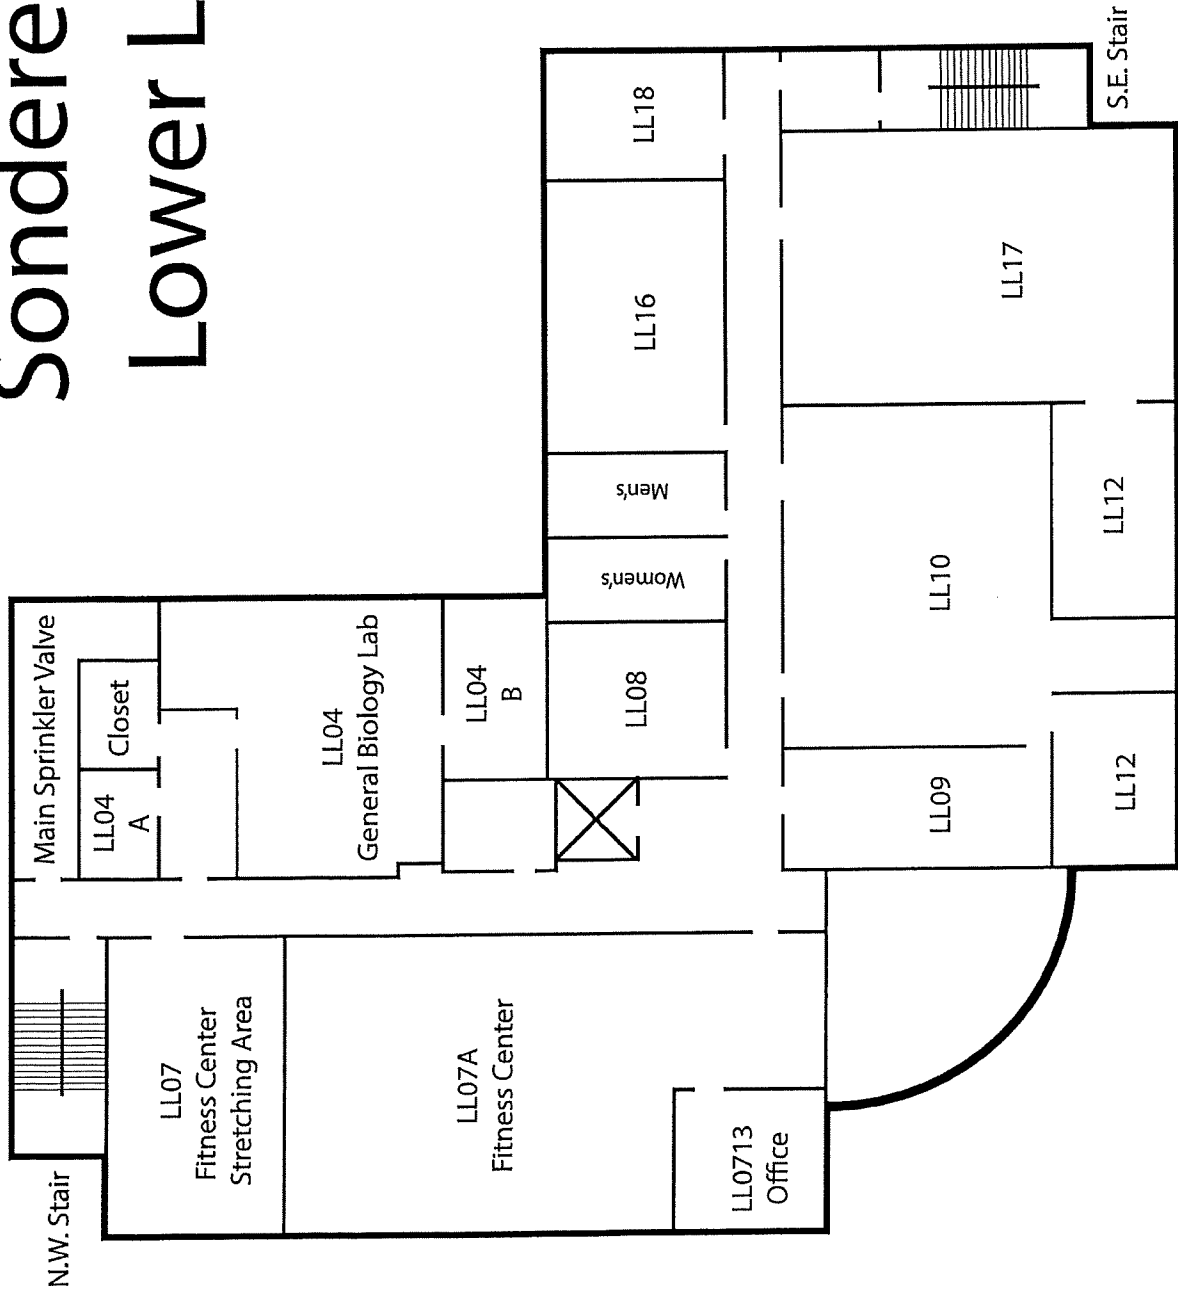 Sondere
Lower L
N.W. Stair
Main Sprinkler Valve
LL04
A
Closet
LL07
Fitness Center
Stretching Area
LL04
General Biology Lab
LL07A
Fitness Center
LL04
B
LL08
Women's
Men's
LL16
LL18
LL0713
Office
LL09
LL10
LL17
LL12
LL12
S.E. Stair